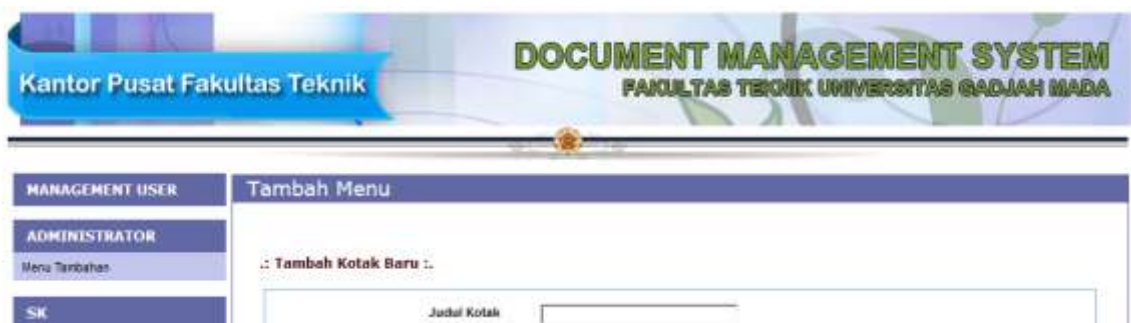 DOCUMENT MANAGEMENT SYSTEM
Kantor Pusat Fakultas Teknik
FAKULTAS TEKNIK UNIVERSITAS GADJAH MADA
MANAGEMENT USER
Tambah Menu
ADMINISTRATOR
Menu Tambahan
.: Tambah Kotak Baru :.
SK
Judul Kotak